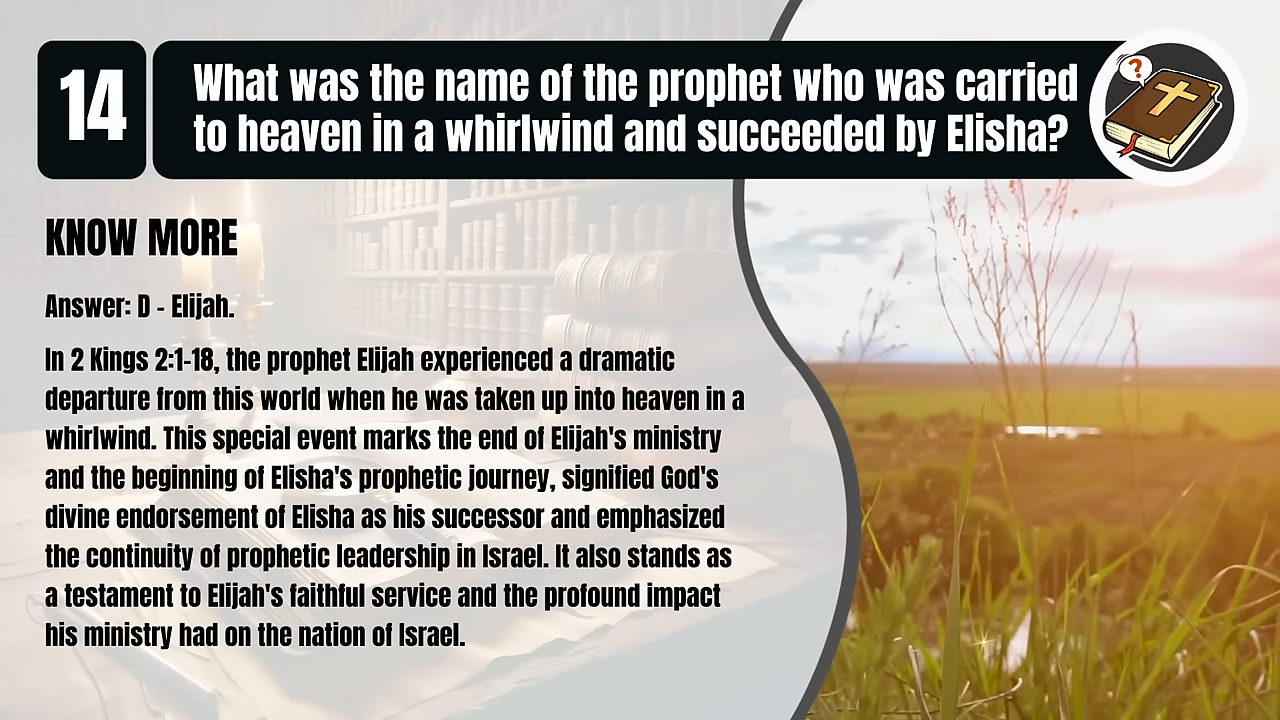 14
What was the name of the prophet who was carried
to heaven in a whirlwind and succeeded by Elisha?
?
KNOW MORE
Answer: D - Elijah.
In 2 Kings 2:1-18, the prophet Elijah experienced a dramatic
departure from this world when he was taken up into heaven in a
whirlwind. This special event marks the end of Elijah's ministry
and the beginning of Elisha's prophetic journey, signified God's
divine endorsement of Elisha as his successor and emphasized
the continuity of prophetic leadership in Israel. It also stands as
a testament to Elijah's faithful service and the profound impact
his ministry had on the nation of Israel.